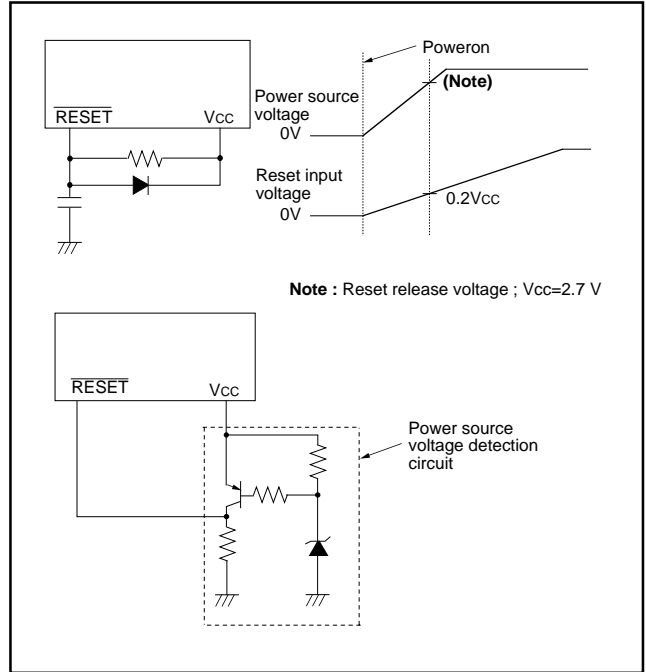 Poweron
(Note)
Power source
voltage
0V
RESET VCC
Reset input
voltage
0V
0.2VCC
Note : Reset release voltage ; Vcc=2.7 V
RESET VCC
Power source
voltage detection
circuit